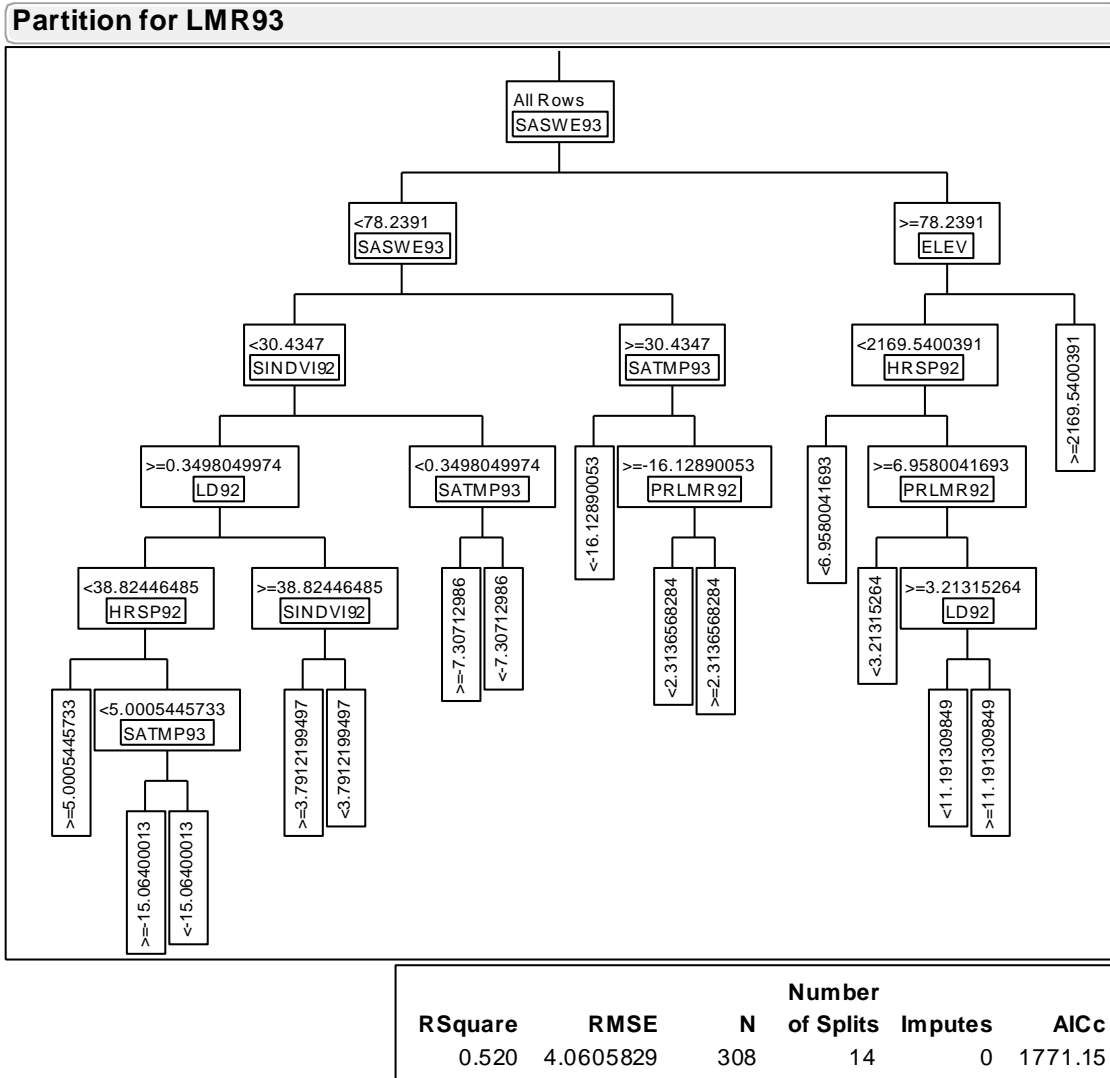 Partition for LMR93
All Rows
SASWE93
<78.2391
SASWE93
>=78.2391
ELEV
<30.4347
SINDVI92
>=30.4347
SATMP93
<2169.5400391
HRSP92
>=2169.5400391
>=0.3498049974
LD92
<0.3498049974
SATMP93
<-16.12890053
>=-16.12890053
PRLMR92
<6.9580041693
>=6.9580041693
PRLMR92
<38.82446485
HRSP92
>=38.82446485
SINDVI92
>=-7.30712986
<-7.30712986
<2.3136568284
>=2.3136568284
<3.21315264
>=3.21315264
LD92
>=5.0005445733
<5.0005445733
SATMP93
>=3.7912199497
<3.7912199497
<11.191309849
>=11.191309849
>=-15.06400013
<-15.06400013
Number
RSquare RMSE N of Splits Imputes AICc
0.520 4.0605829 308 14 0 1771.15